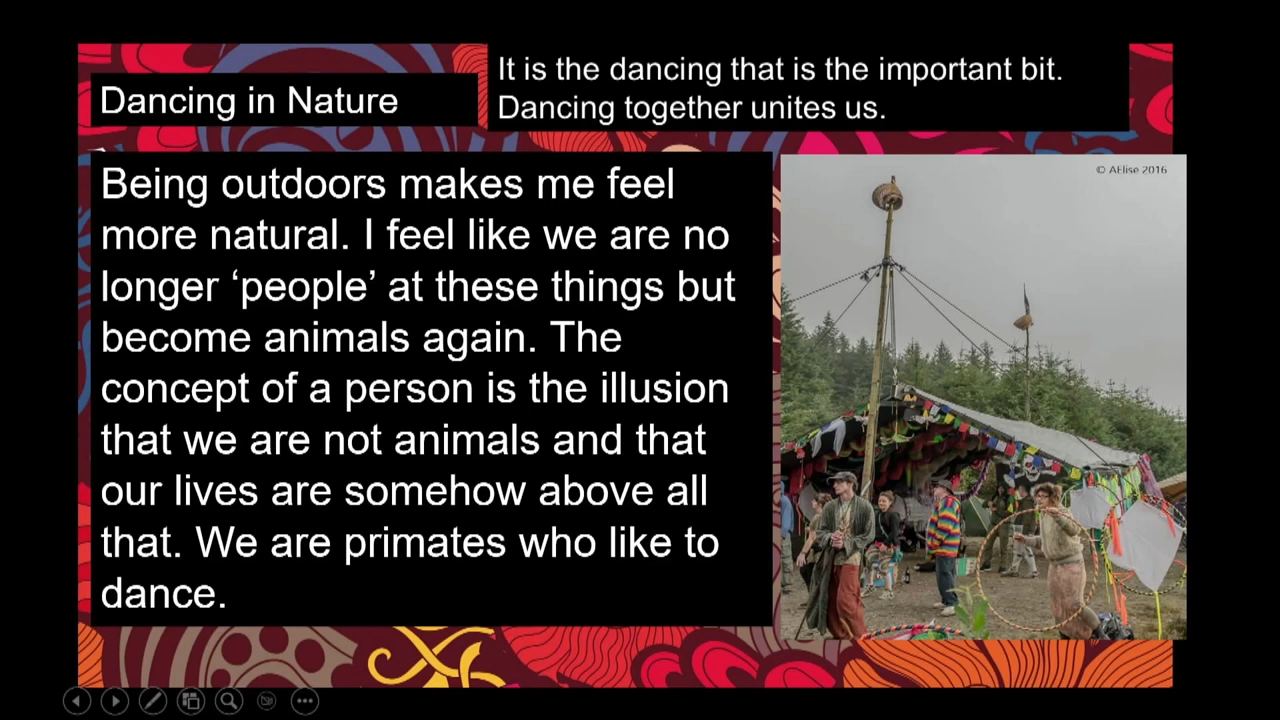 Dancing in Nature
It is the dancing that is the important bit.
Dancing together unites us.
Being outdoors makes me feel
more natural. I feel like we are no
longer ‘people’ at these things but
become animals again. The
concept of a person is the illusion
that we are not animals and that
our lives are somehow above all
that. We are primates who like to
dance.
© AElise 2016